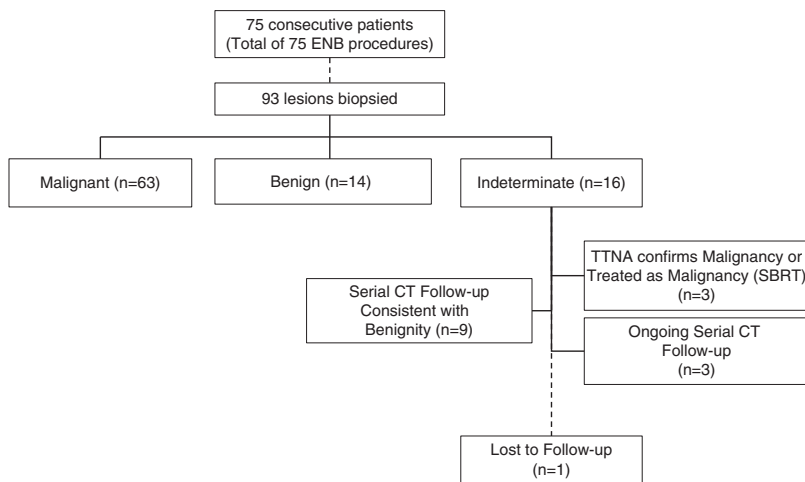 75 consecutive patients
(Total of 75 ENB procedures)
93 lesions biopsied
Malignant (n=63)
Benign (n=14)
Indeterminate (n=16)
TTNA confirms Malignancy or
Treated as Malignancy (SBRT)
(n=3)
Serial CT Follow-up
Consistent with
Benignity (n=9)
Ongoing Serial CT
Follow-up
(n=3)
Lost to Follow-up
(n=1)